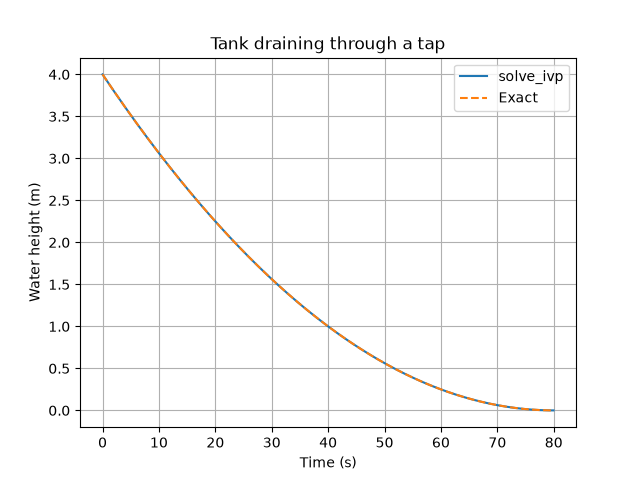 Tank draining through a tap
solve_ivp
Exact
Water height (m)
4.0
3.5
3.0
2.5
2.0
1.5
1.0
0.5
0.0
0 10 20 30 40 50 60 70 80
Time (s)